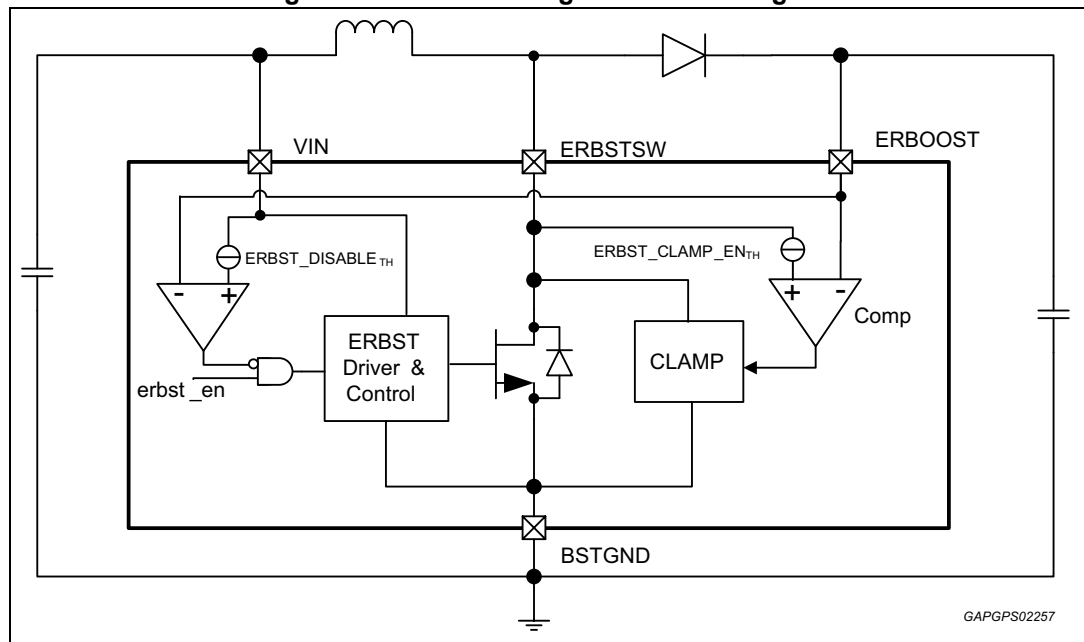 VIN
ERBSTSW
ERBOOST
ERBST_DISABLE TH
ERBST_CLAMP_ENTH
- +
+ -
Comp
ERBST
Driver &
Control
CLAMP
erbst _en
BSTGND
GAPGPS02257